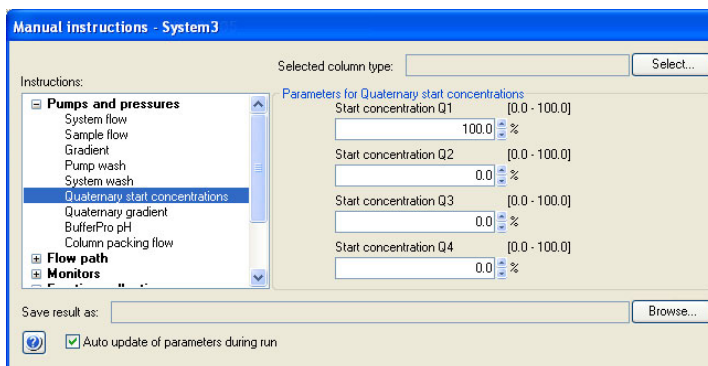 Manual instructions - System3
Selected column type:
Select...
Instructions:
Pumps and pressures
System flow
Sample flow
Gradient
Pump wash
System wash
Quaternary start concentrations
Quaternary gradient
BufferPro pH
Column packing flow
Flow path
Monitors
Parameters for Quaternary start concentrations
Start concentration Q1 [0.0 - 100.0]
100.0 %
Start concentration Q2 [0.0 - 100.0]
0.0 %
Start concentration Q3 [0.0 - 100.0]
0.0 %
Start concentration Q4 [0.0 - 100.0]
0.0 %
Save result as:
Browse...
Auto update of parameters during run